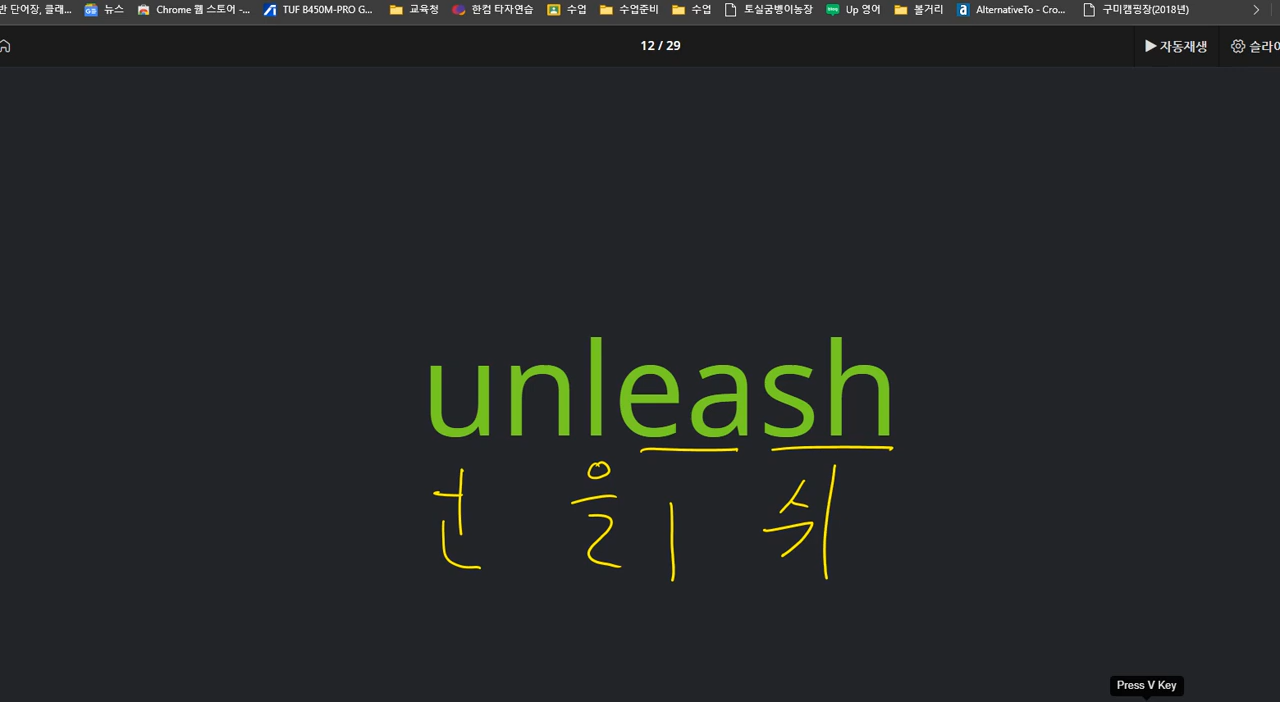 반 단어장, 클래... 뉴스 Chrome 웹 스토어 -... TUF B450M-PRO G... 교육청 한컴 타자연습 수업 수업준비 수업 토실굼벵이농장 Up 영어 볼거리 AlternativeTo - Cro... 구미캠핑장(2018년)
12 / 29 자동재생 슬라이
unleash
을 ㅣ 쉬
Press V Key